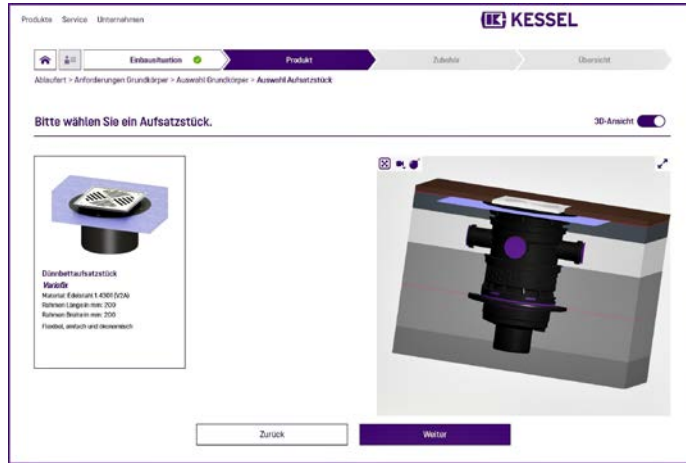 Produkte Service Unternehmen
KESSEL
Einbausituation
Produkt
Zubehör
Übersicht
Ablaufart > Anforderungen Grundkörper > Auswahl Grundkörper > Auswahl Aufsatzstück
Bitte wählen Sie ein Aufsatzstück.
3D-Ansicht
Dünnbettaufsatzstück
Variofix
Material: Edelstahl 1.4301 (V2A)
Rahmen Länge in mm: 200
Rahmen Breite in mm: 200
Flexibel, einfach und ökonomisch
Zurück
Weiter